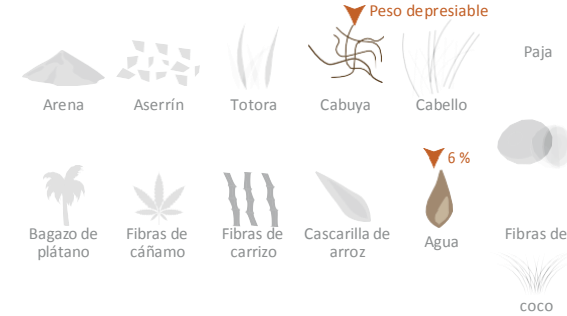 Peso depresiable
Paja
Arena
Aserrín
Totora
Cabuya
Cabello
6 %
Bagazo de
plátano
Fibras de
cáñamo
Fibras de
carrizo
Cascarilla de
arroz
Agua
Fibras de
coco